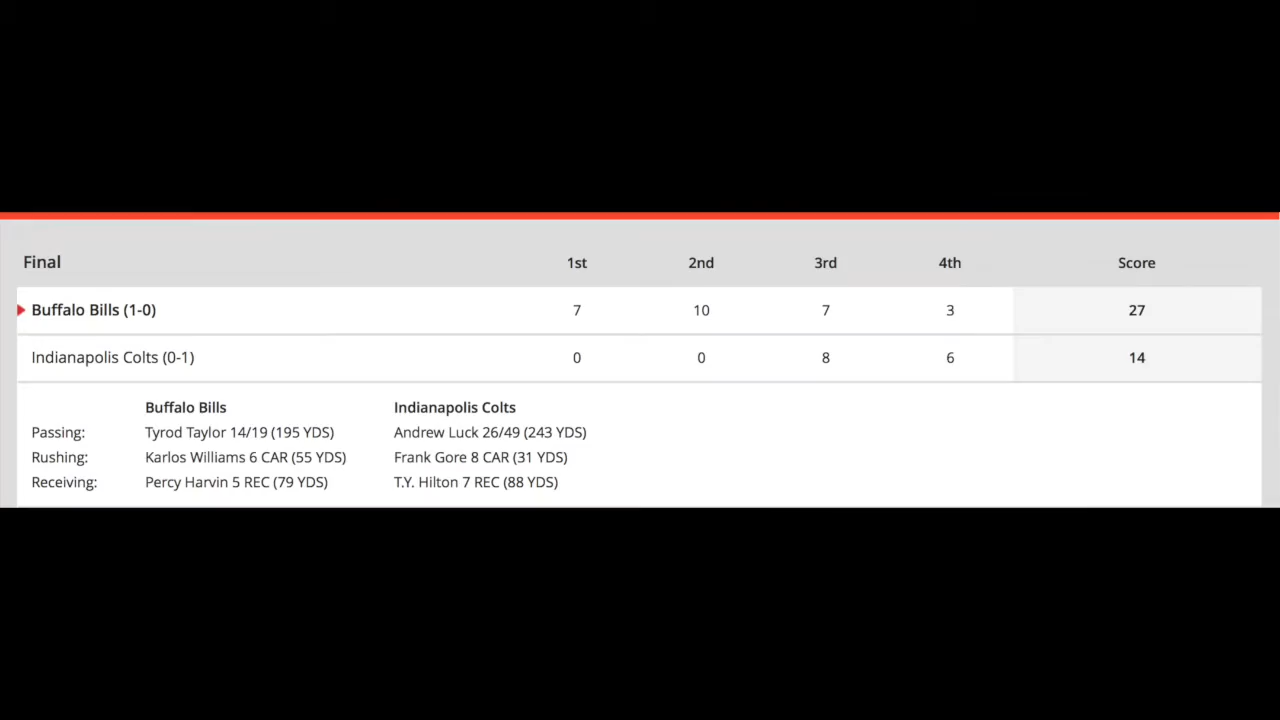 Final 1st 2nd 3rd 4th Score
Buffalo Bills (1-0) 7 10 7 3 27
Indianapolis Colts (0-1) 0 0 8 6 14
Buffalo Bills Indianapolis Colts
Passing: Tyrod Taylor 14/19 (195 YDS) Andrew Luck 26/49 (243 YDS)
Rushing: Karlos Williams 6 CAR (55 YDS) Frank Gore 8 CAR (31 YDS)
Receiving: Percy Harvin 5 REC (79 YDS) T.Y. Hilton 7 REC (88 YDS)